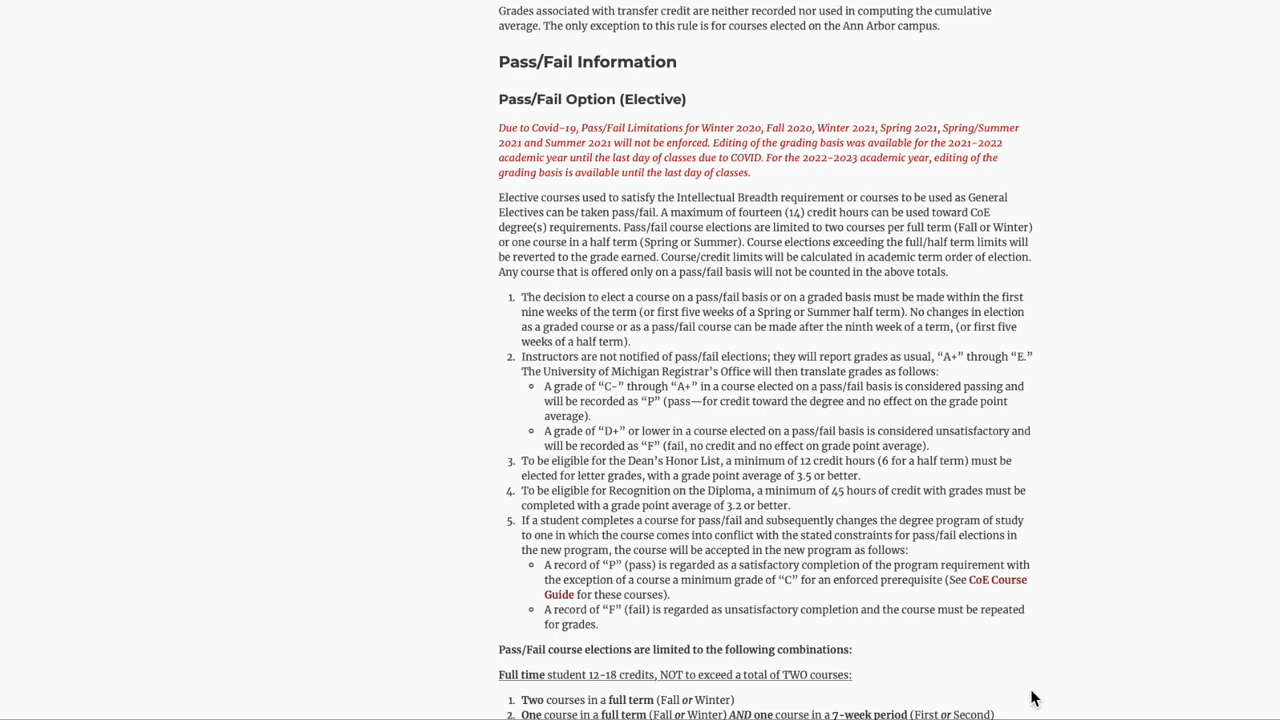 Grades associated with transfer credit are neither recorded nor used in computing the cumulative
average. The only exception to this rule is for courses elected on the Ann Arbor campus.
Pass/Fail Information
Pass/Fail Option (Elective)
Due to Covid-19, Pass/Fail Limitations for Winter 2020, Fall 2020, Winter 2021, Spring 2021, Spring/Summer
2021 and Summer 2021 will not be enforced. Editing of the grading basis was available for the 2021-2022
academic year until the last day of classes due to COVID. For the 2022-2023 academic year, editing of the
grading basis is available until the last day of classes.
Elective courses used to satisfy the Intellectual Breadth requirement or courses to be used as General
Electives can be taken pass/fail. A maximum of fourteen (14) credit hours can be used toward CoE
degree(s) requirements. Pass/fail course elections are limited to two courses per full term (Fall or Winter)
or one course in a half term (Spring or Summer). Course elections exceeding the full/half term limits will
be reverted to the grade earned. Course/credit limits will be calculated in academic term order of election.
Any course that is offered only on a pass/fail basis will not be counted in the above totals.
1. The decision to elect a course on a pass/fail basis or on a graded basis must be made within the first
nine weeks of the term (or first five weeks of a Spring or Summer half term). No changes in election
as a graded course or as a pass/fail course can be made after the ninth week of a term, (or first five
weeks of a half term).
2. Instructors are not notified of pass/fail elections; they will report grades as usual, “A+” through “E.”
The University of Michigan Registrar’s Office will then translate grades as follows:
◦ A grade of “C-” through “A+” in a course elected on a pass/fail basis is considered passing and
will be recorded as “P” (pass—for credit toward the degree and no effect on the grade point
average).
◦ A grade of “D+” or lower in a course elected on a pass/fail basis is considered unsatisfactory and
will be recorded as “F” (fail, no credit and no effect on grade point average).
3. To be eligible for the Dean’s Honor List, a minimum of 12 credit hours (6 for a half term) must be
elected for letter grades, with a grade point average of 3.5 or better.
4. To be eligible for Recognition on the Diploma, a minimum of 45 hours of credit with grades must be
completed with a grade point average of 3.2 or better.
5. If a student completes a course for pass/fail and subsequently changes the degree program of study
to one in which the course comes into conflict with the stated constraints for pass/fail elections in
the new program, the course will be accepted in the new program as follows:
◦ A record of “P” (pass) is regarded as a satisfactory completion of the program requirement with
the exception of a course a minimum grade of “C” for an enforced prerequisite (See CoE Course
Guide for these courses).
◦ A record of “F” (fail) is regarded as unsatisfactory completion and the course must be repeated
for grades.
Pass/Fail course elections are limited to the following combinations:
Full time student 12-18 credits, NOT to exceed a total of TWO courses:
1. Two courses in a full term (Fall or Winter)
2. One course in a full term (Fall or Winter) AND one course in a 7-week period (First or Second)